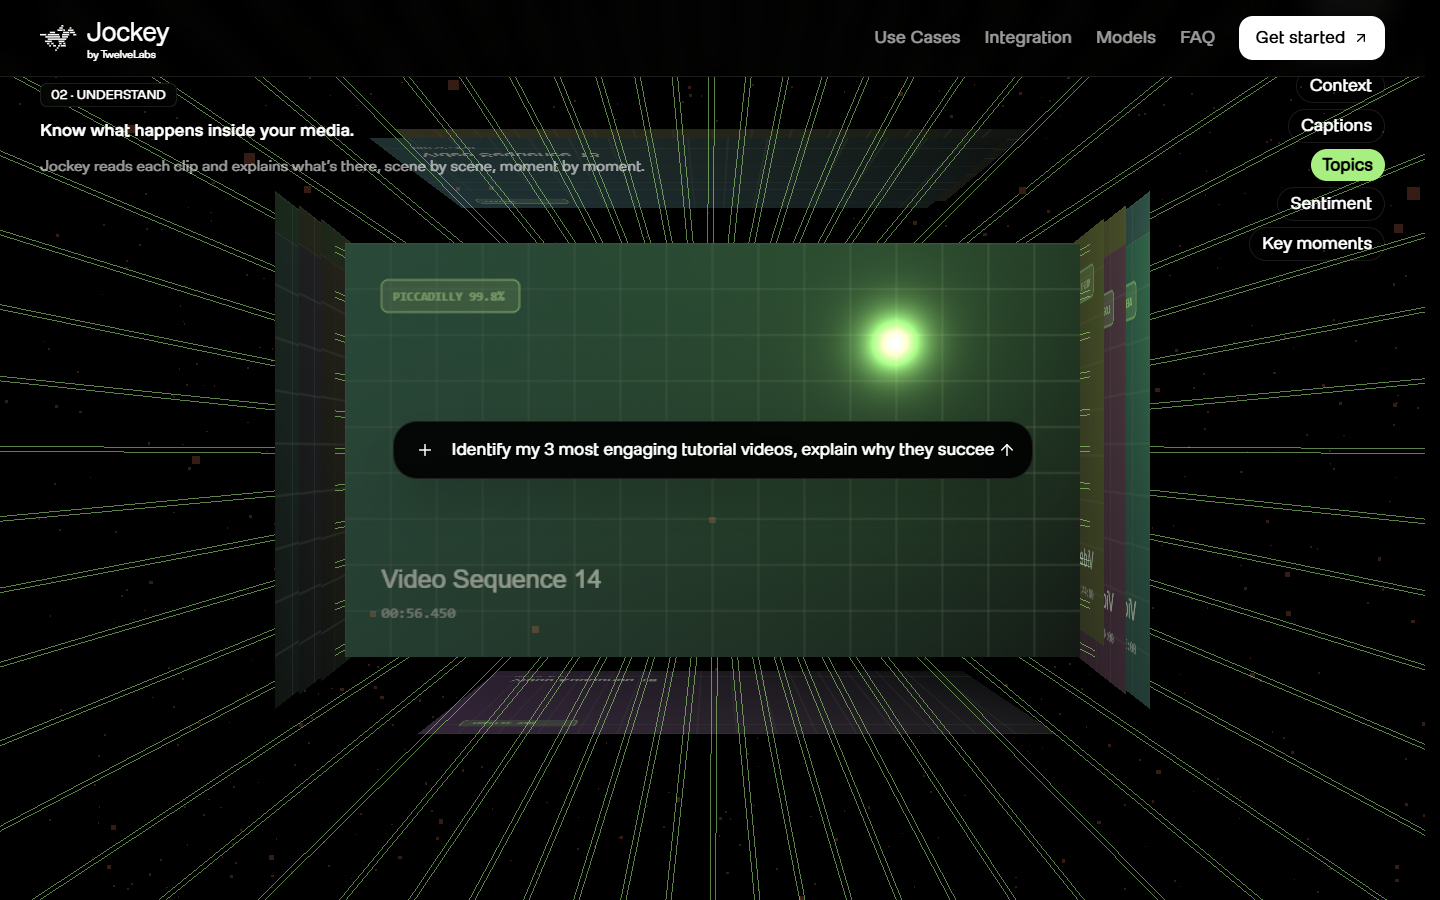 Jockey
by TwelveLabs
Use Cases
Integration
Models
FAQ
Get started
02 - UNDERSTAND
Know what happens inside your media.
Jockey reads each clip and explains what's there, scene by scene, moment by moment.
Context
Captions
Topics
Sentiment
Key moments
PICCADILLY 99.8%
Identify my 3 most engaging tutorial videos, explain why they succee
Video Sequence 14
00:56.450